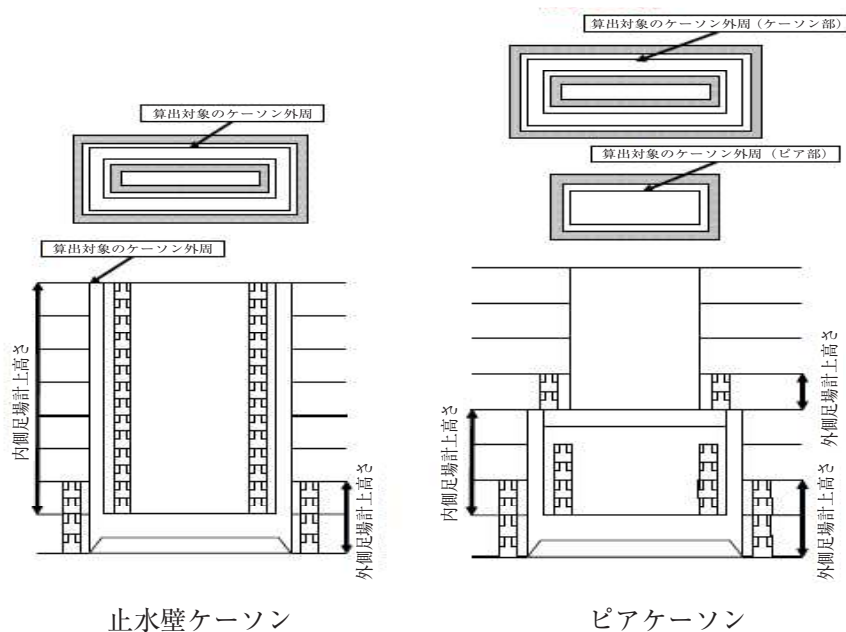 算出対象のケーソン外周（ケーソン部）
算出対象のケーソン外周
算出対象のケーソン外周（ピア部）
算出対象のケーソン外周
内側足場計上高さ
外側足場計上高さ
内側足場計上高さ
外側足場計上高さ
外側足場計上高さ
止水壁ケーソン
ピアケーソン